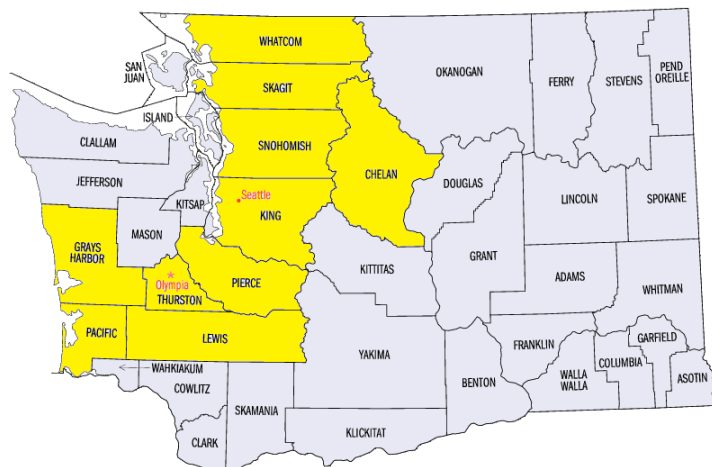 WHATCOM
SAN
JUAN
SKAGIT
ISLAND
OKANOGAN
FERRY
STEVENS
PEND
OREILLE
CLALLAM
SNOHOMISH
CHELAN
JEFFERSON
KITSAP
Seattle
KING
DOUGLAS
LINCOLN
SPOKANE
MASON
GRAYS
HARBOR
KITTITAS
GRANT
ADAMS
WHITMAN
PIERCE
Olympia
THURSTON
PACIFIC
LEWIS
YAKIMA
FRANKLIN
GARFIELD
WAHKIAKUM
COWLITZ
SKAMANIA
BENTON
WALLA
WALLA
COLUMBIA
ASOTIN
CLARK
KLICKITAT